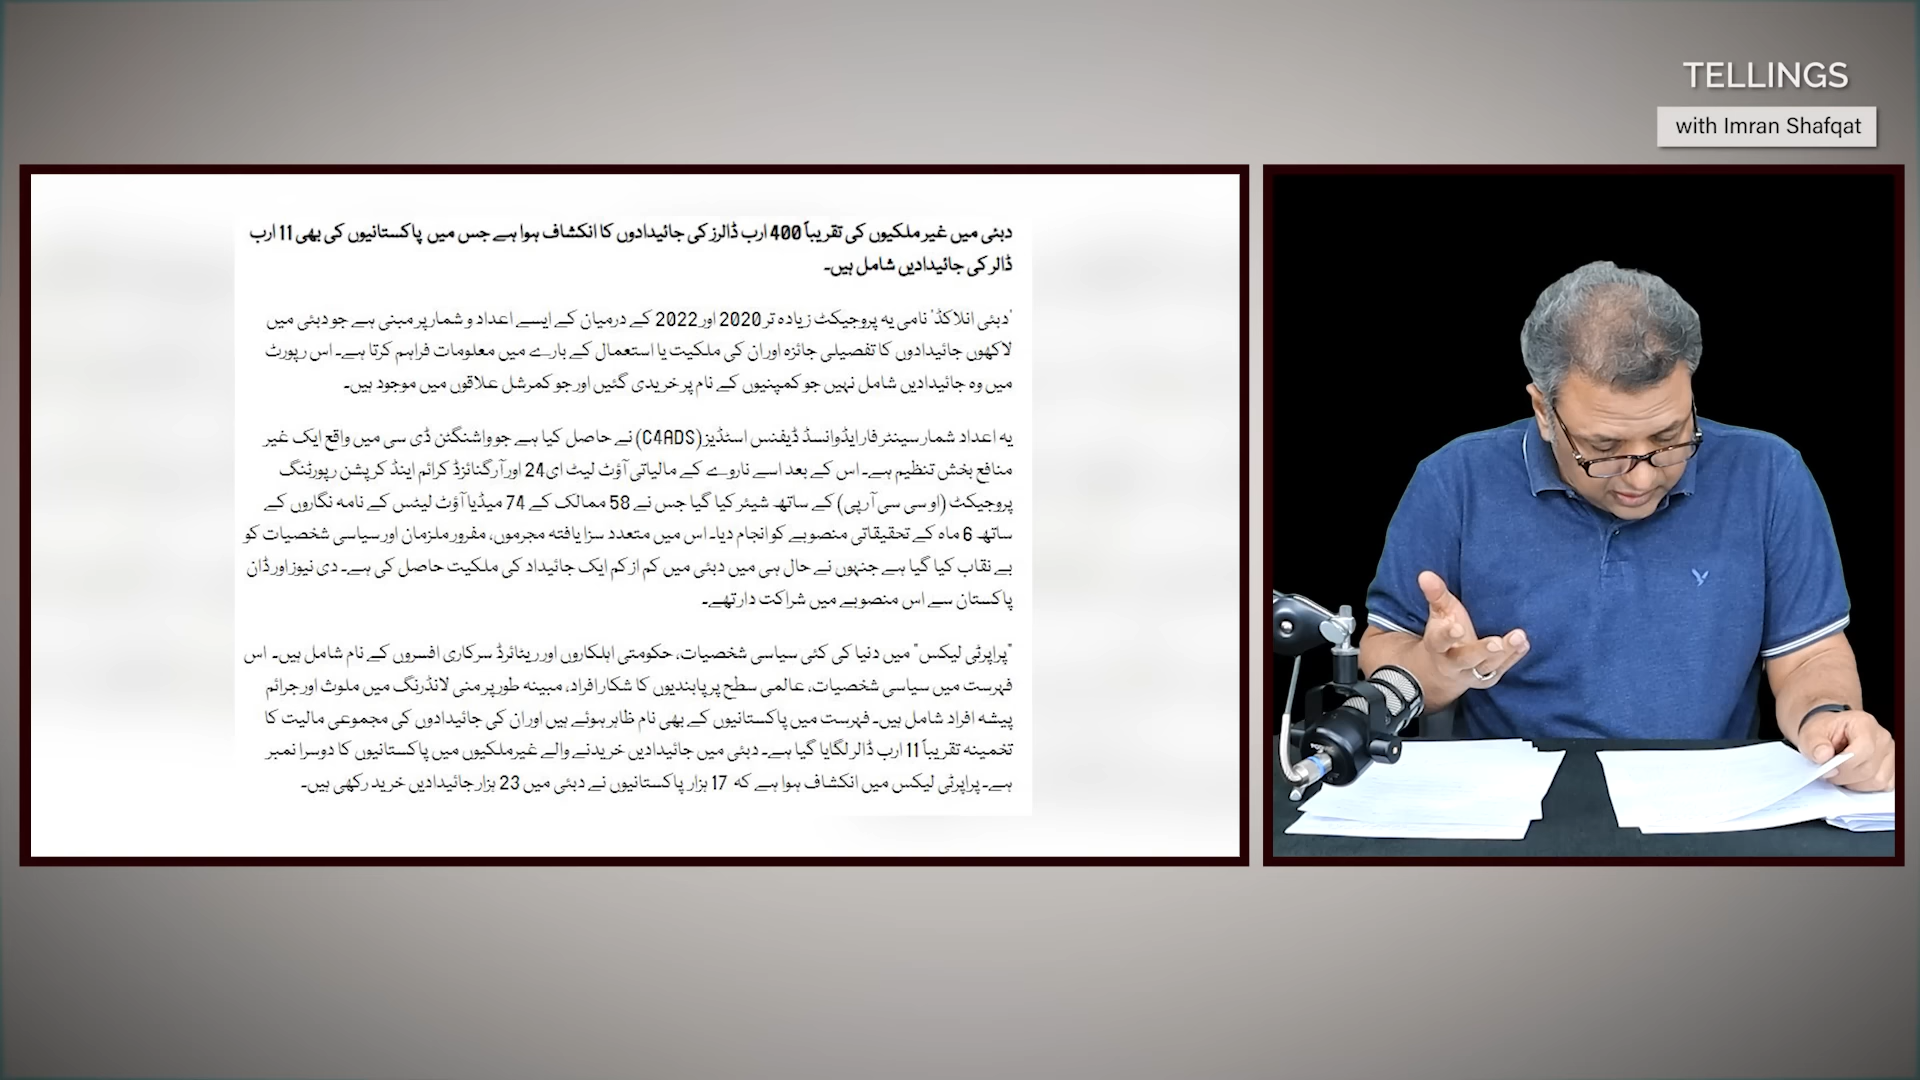 TELLINGS
with Imran Shafqat
دبئی میں غیر ملکیوں کی تقریباً 400 ارب ڈالرز کی جائیدادوں کا انکشاف ہوا ہے جس میں پاکستانیوں کی بھی 11 ارب
ڈالر کی جائیدادیں شامل ہیں۔
'دبئی انلاکڈ' نامی یہ پروجیکٹ زیادہ تر 2020 اور 2022 کے درمیان کے ایسے اعداد و شمار پر مبنی ہے جو دبئی میں
لاکھوں جائیدادوں کا تفصیلی جائزہ اور ان کی ملکیت یا استعمال کے بارے میں معلومات فراہم کرتا ہے۔ اس رپورٹ
میں وہ جائیدادیں شامل نہیں جو کمپنیوں کے نام پر خریدی گئیں اور جو کمرشل علاقوں میں موجود ہیں۔
یہ اعداد شمار سینٹر فار ایڈوانسڈ ڈیفنس اسٹڈیز (C4ADS) نے حاصل کیا ہے جو واشنگٹن ڈی سی میں واقع ایک غیر
منافع بخش تنظیم ہے۔ اس کے بعد اسے ناروے کے مالیاتی آؤٹ لیٹ ای24 اور آرگنائزڈ کرائم اینڈ کرپشن رپورٹنگ
پروجیکٹ (او سی سی آر پی) کے ساتھ شیئر کیا گیا جس نے 58 ممالک کے 74 میڈیا آؤٹ لیٹس کے نامہ نگاروں کے
ساتھ 6 ماہ کے تحقیقاتی منصوبے کو انجام دیا۔ اس میں متعدد سزا یافتہ مجرموں، مفرور ملزمان اور سیاسی شخصیات کو
بے نقاب کیا گیا ہے جنہوں نے حال ہی میں دبئی میں کم از کم ایک جائیداد کی ملکیت حاصل کی ہے۔ دی نیوز اور ڈان
پاکستان سے اس منصوبے میں شراکت دار تھے۔
"پراپرٹی لیکس" میں دنیا کی کئی سیاسی شخصیات، حکومتی اہلکاروں اور ریٹائرڈ سرکاری افسروں کے نام شامل ہیں۔ اس
فہرست میں سیاسی شخصیات، عالمی سطح پر پابندیوں کا شکار افراد، مبینہ طور پر منی لانڈرنگ میں ملوث اور جرائم
پیشہ افراد شامل ہیں۔ فہرست میں پاکستانیوں کے بھی نام ظاہر ہوئے ہیں اور ان کی جائیدادوں کی مجموعی مالیت کا
تخمینہ تقریباً 11 ارب ڈالر لگایا گیا ہے۔ دبئی میں جائیدادیں خریدنے والے غیر ملکیوں میں پاکستانیوں کا دوسرا نمبر
ہے۔ پراپرٹی لیکس میں انکشاف ہوا ہے کہ 17 ہزار پاکستانیوں نے دبئی میں 23 ہزار جائیدادیں خرید رکھی ہیں۔